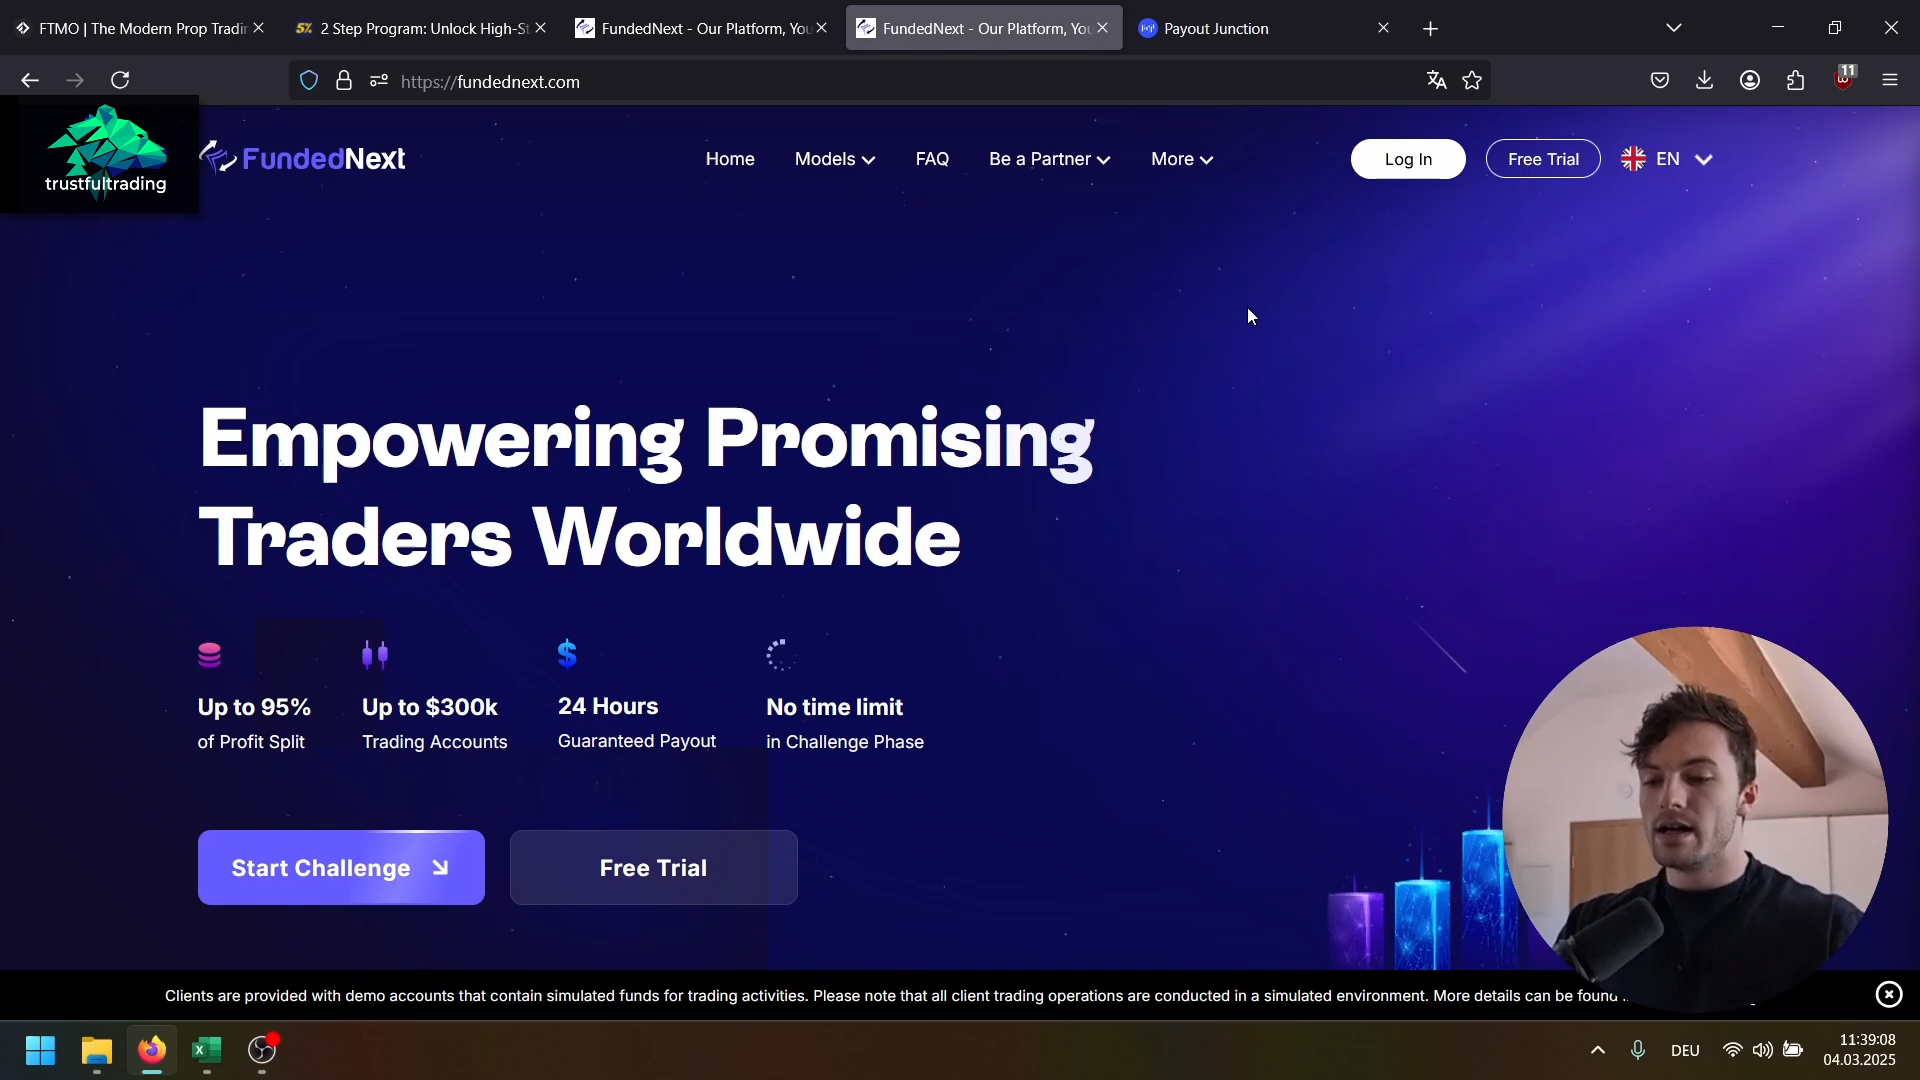 FTMO | The Modern Prop Tradin
5% 2 Step Program: Unlock High-St
FundedNext - Our Platform, You
FundedNext - Our Platform, You
Payout Junction
https://fundednext.com
11
trustfultrading
FundedNext
Home
Models
FAQ
Be a Partner
More
Log In
Free Trial
EN
Empowering Promising
Traders Worldwide
Up to 95%
of Profit Split
Up to $300k
Trading Accounts
24 Hours
Guaranteed Payout
No time limit
in Challenge Phase
Start Challenge
Free Trial
Clients are provided with demo accounts that contain simulated funds for trading activities. Please note that all client trading operations are conducted in a simulated environment. More details can be found
DEU
11:39:08
04.03.2025